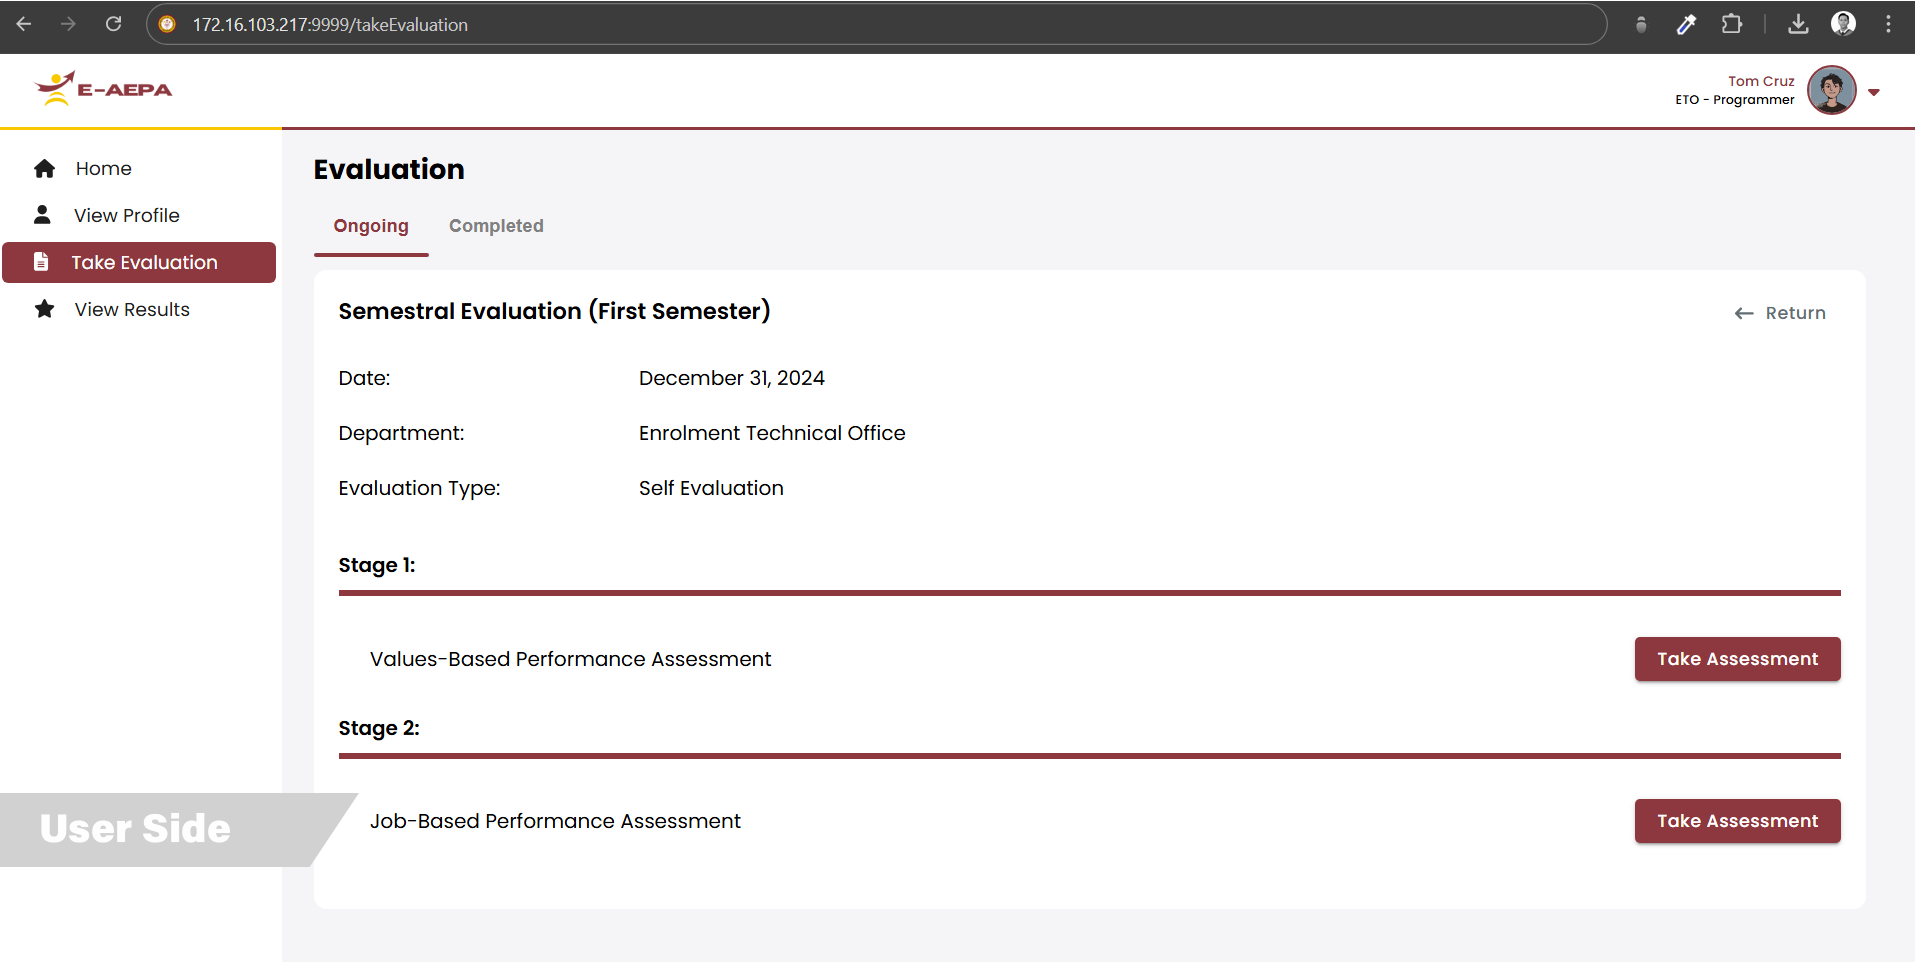 172.16.103.217:9999/takeEvaluation
E-AEPA
Tom Cruz
ETO - Programmer
Home
View Profile
Take Evaluation
View Results
Evaluation
Ongoing Completed
Semestral Evaluation (First Semester)
Return
Date: December 31, 2024
Department: Enrolment Technical Office
Evaluation Type: Self Evaluation
Stage 1:
Values-Based Performance Assessment Take Assessment
Stage 2:
Job-Based Performance Assessment Take Assessment
User Side